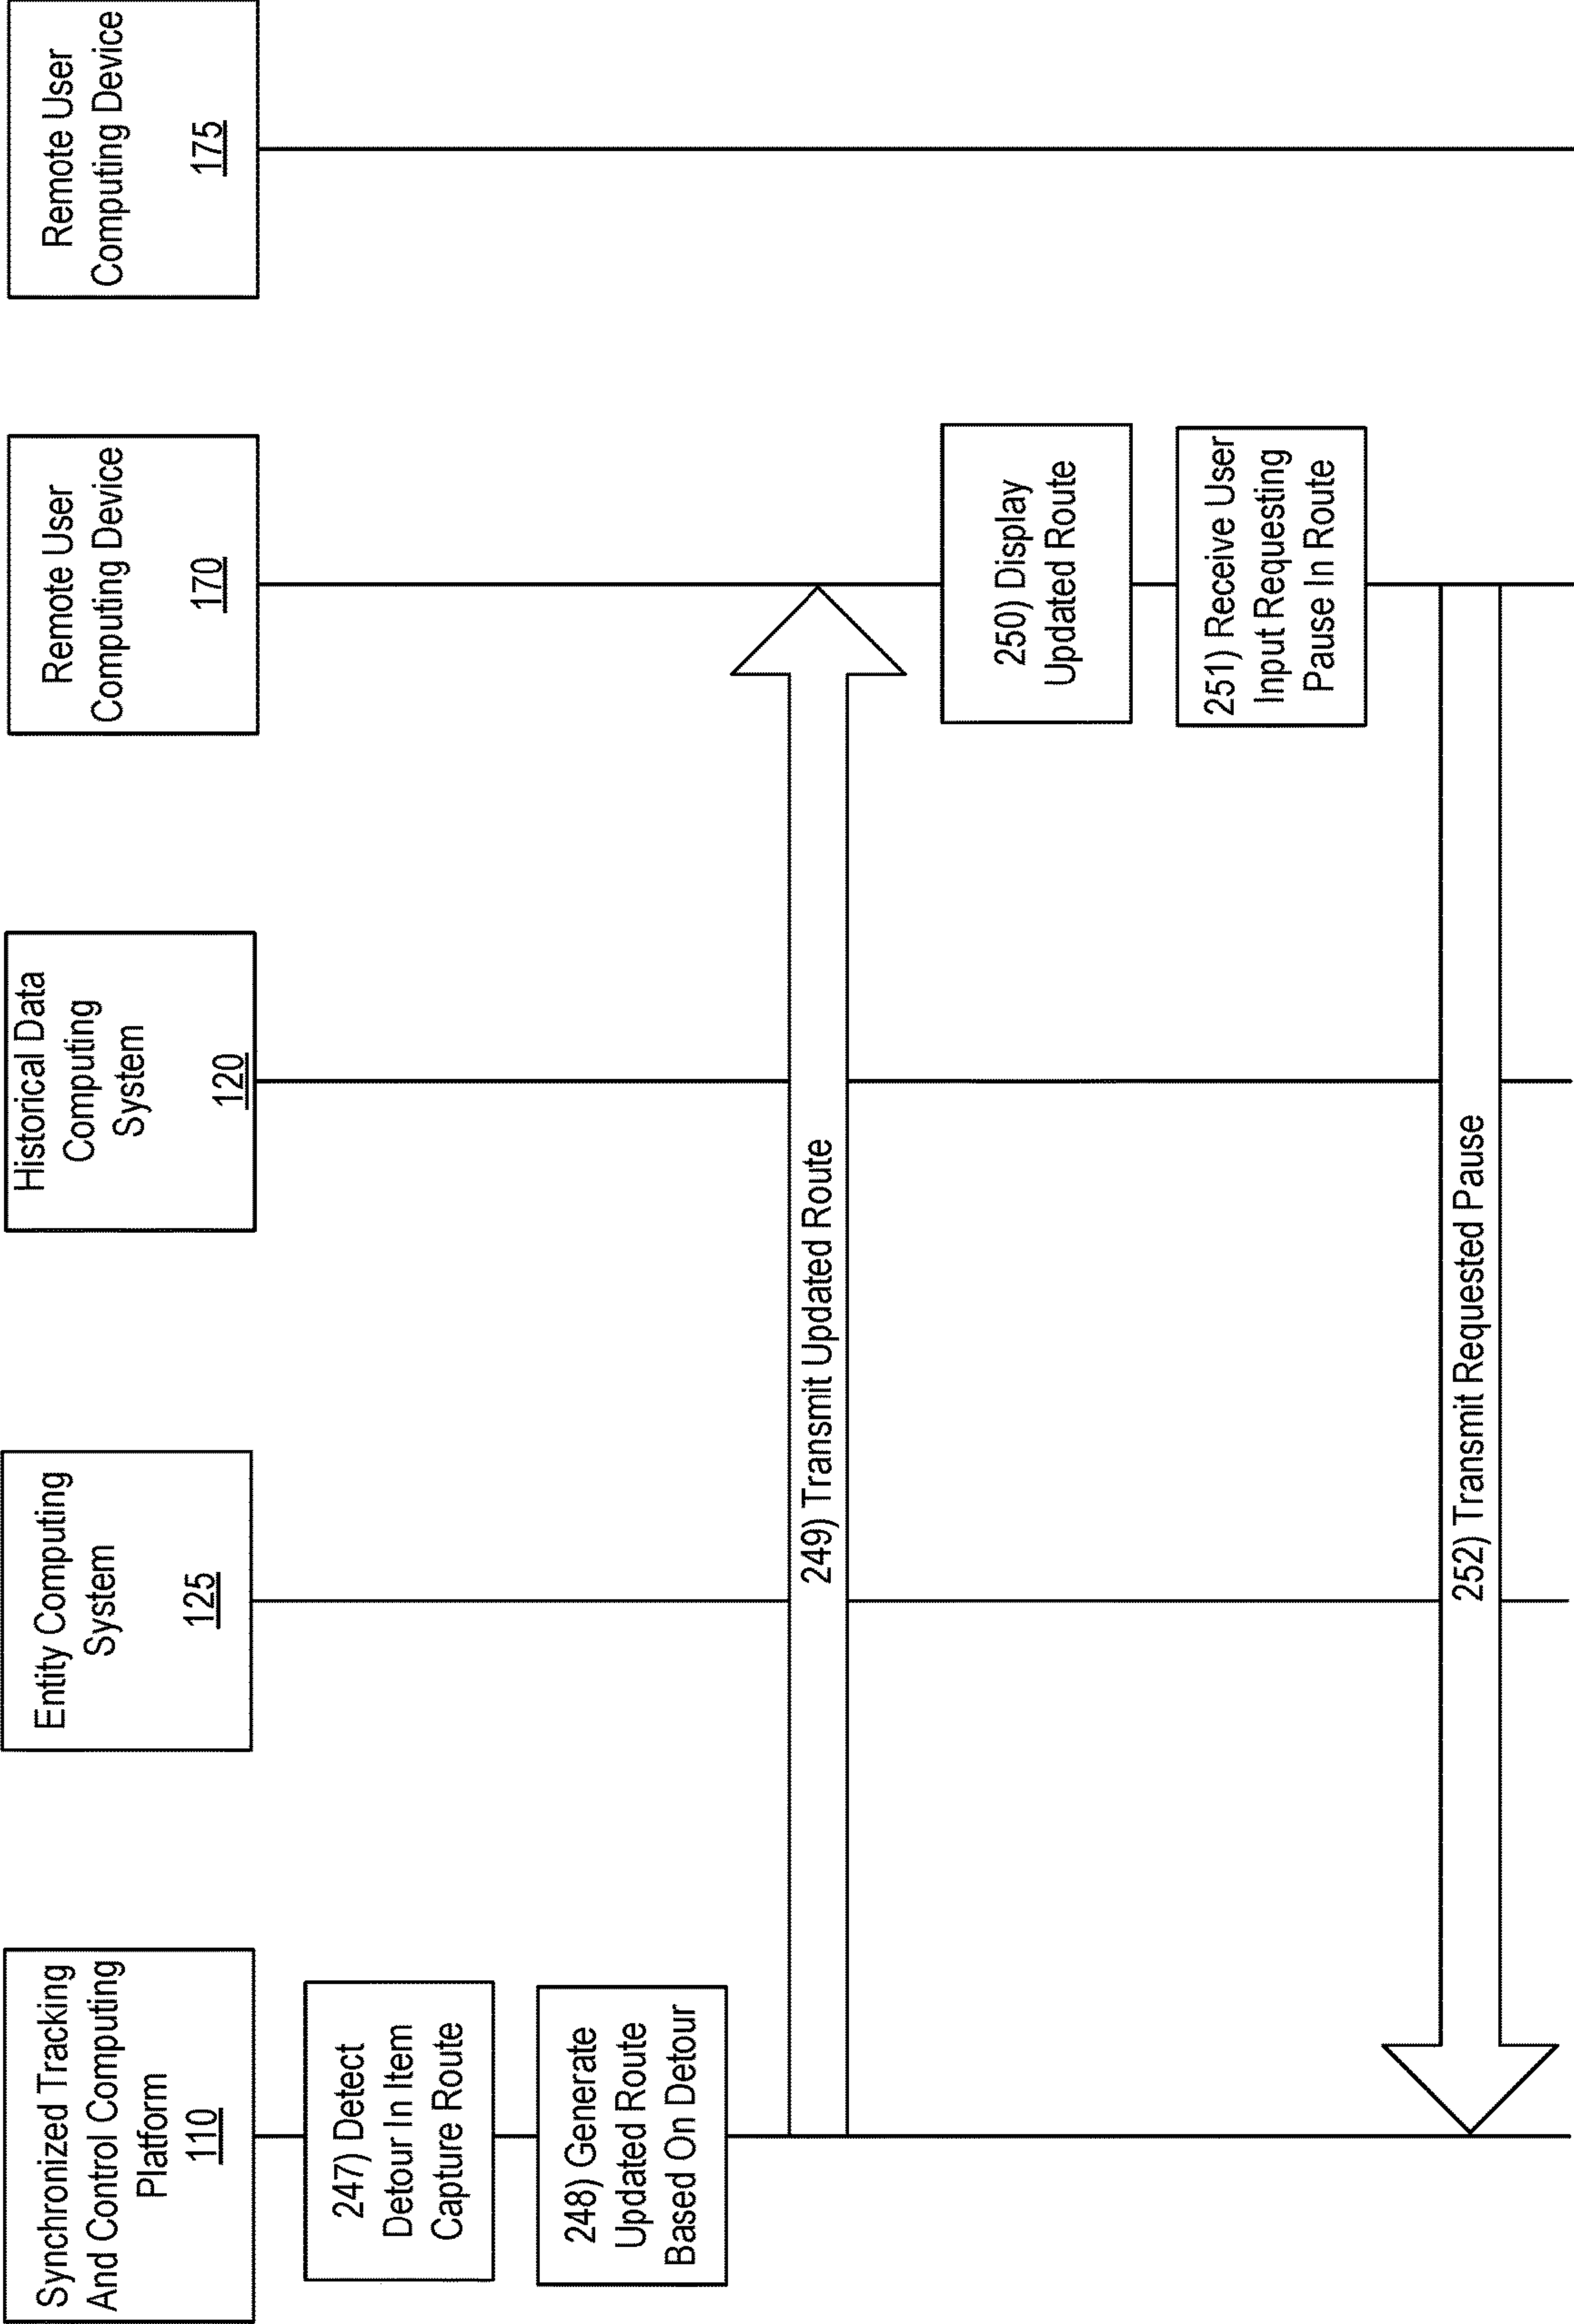 Synchronized Tracking
And Control Computing
Platform
110
Entity Computing
System
125
Historical Data
Computing
System
120
Remote User
Computing Device
170
Remote User
Computing Device
175
247) Detect
Detour In Item
Capture Route
248) Generate
Updated Route
Based On Detour
249) Transmit Updated Route
250) Display
Updated Route
251) Receive User
Input Requesting
Pause In Route
252) Transmit Requested Pause